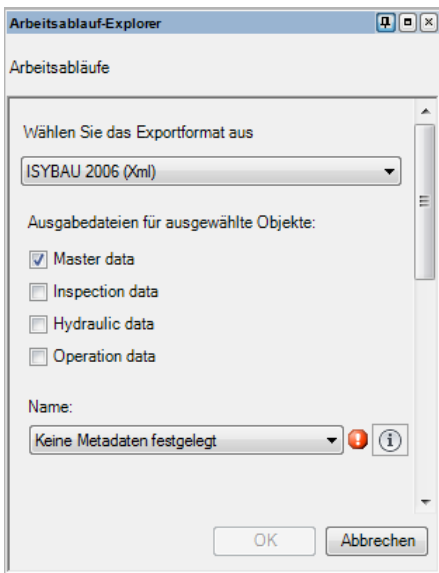 Arbeitsablauf-Explorer
Arbeitsabläufe
Wählen Sie das Exportformat aus
ISYBAU 2006 (Xml)
Ausgabedateien für ausgewählte Objekte:
Master data
Inspection data
Hydraulic data
Operation data
Name:
Keine Metadaten festgelegt
OK Abbrechen